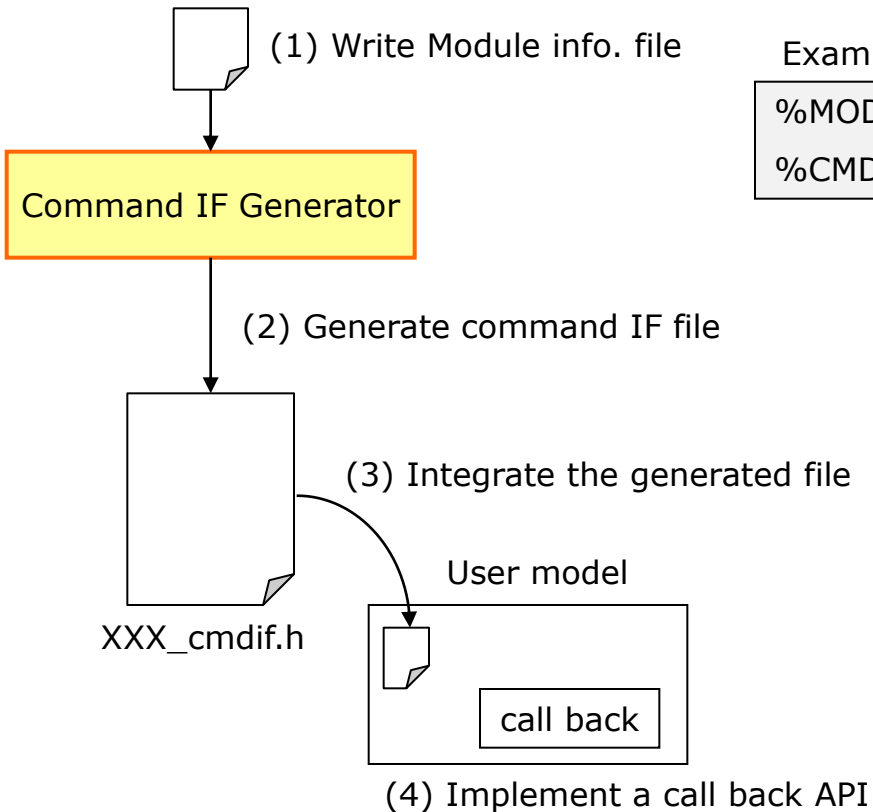 (1) Write Module info. file
Exam
%MOD
%CMD
Command IF Generator
(2) Generate command IF file
(3) Integrate the generated file
User model
XXX_cmdif.h
call back
(4) Implement a call back API